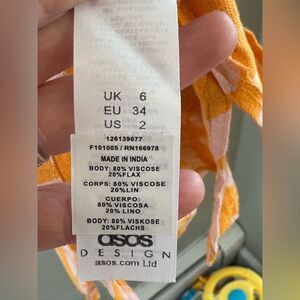 UK 6
EU 34
US 2
126139677
F101005 / RN166978
MADE IN INDIA
BODY: 80% VISCOSE
20%FLAX
CORPS: 80% VISCOSE
20%LIN
CUERPO:
80% VISCOSA
20% LINO
BODY: 80% VISKOSE
20%FLACHS
asos
DESIGN
asos.com Ltd